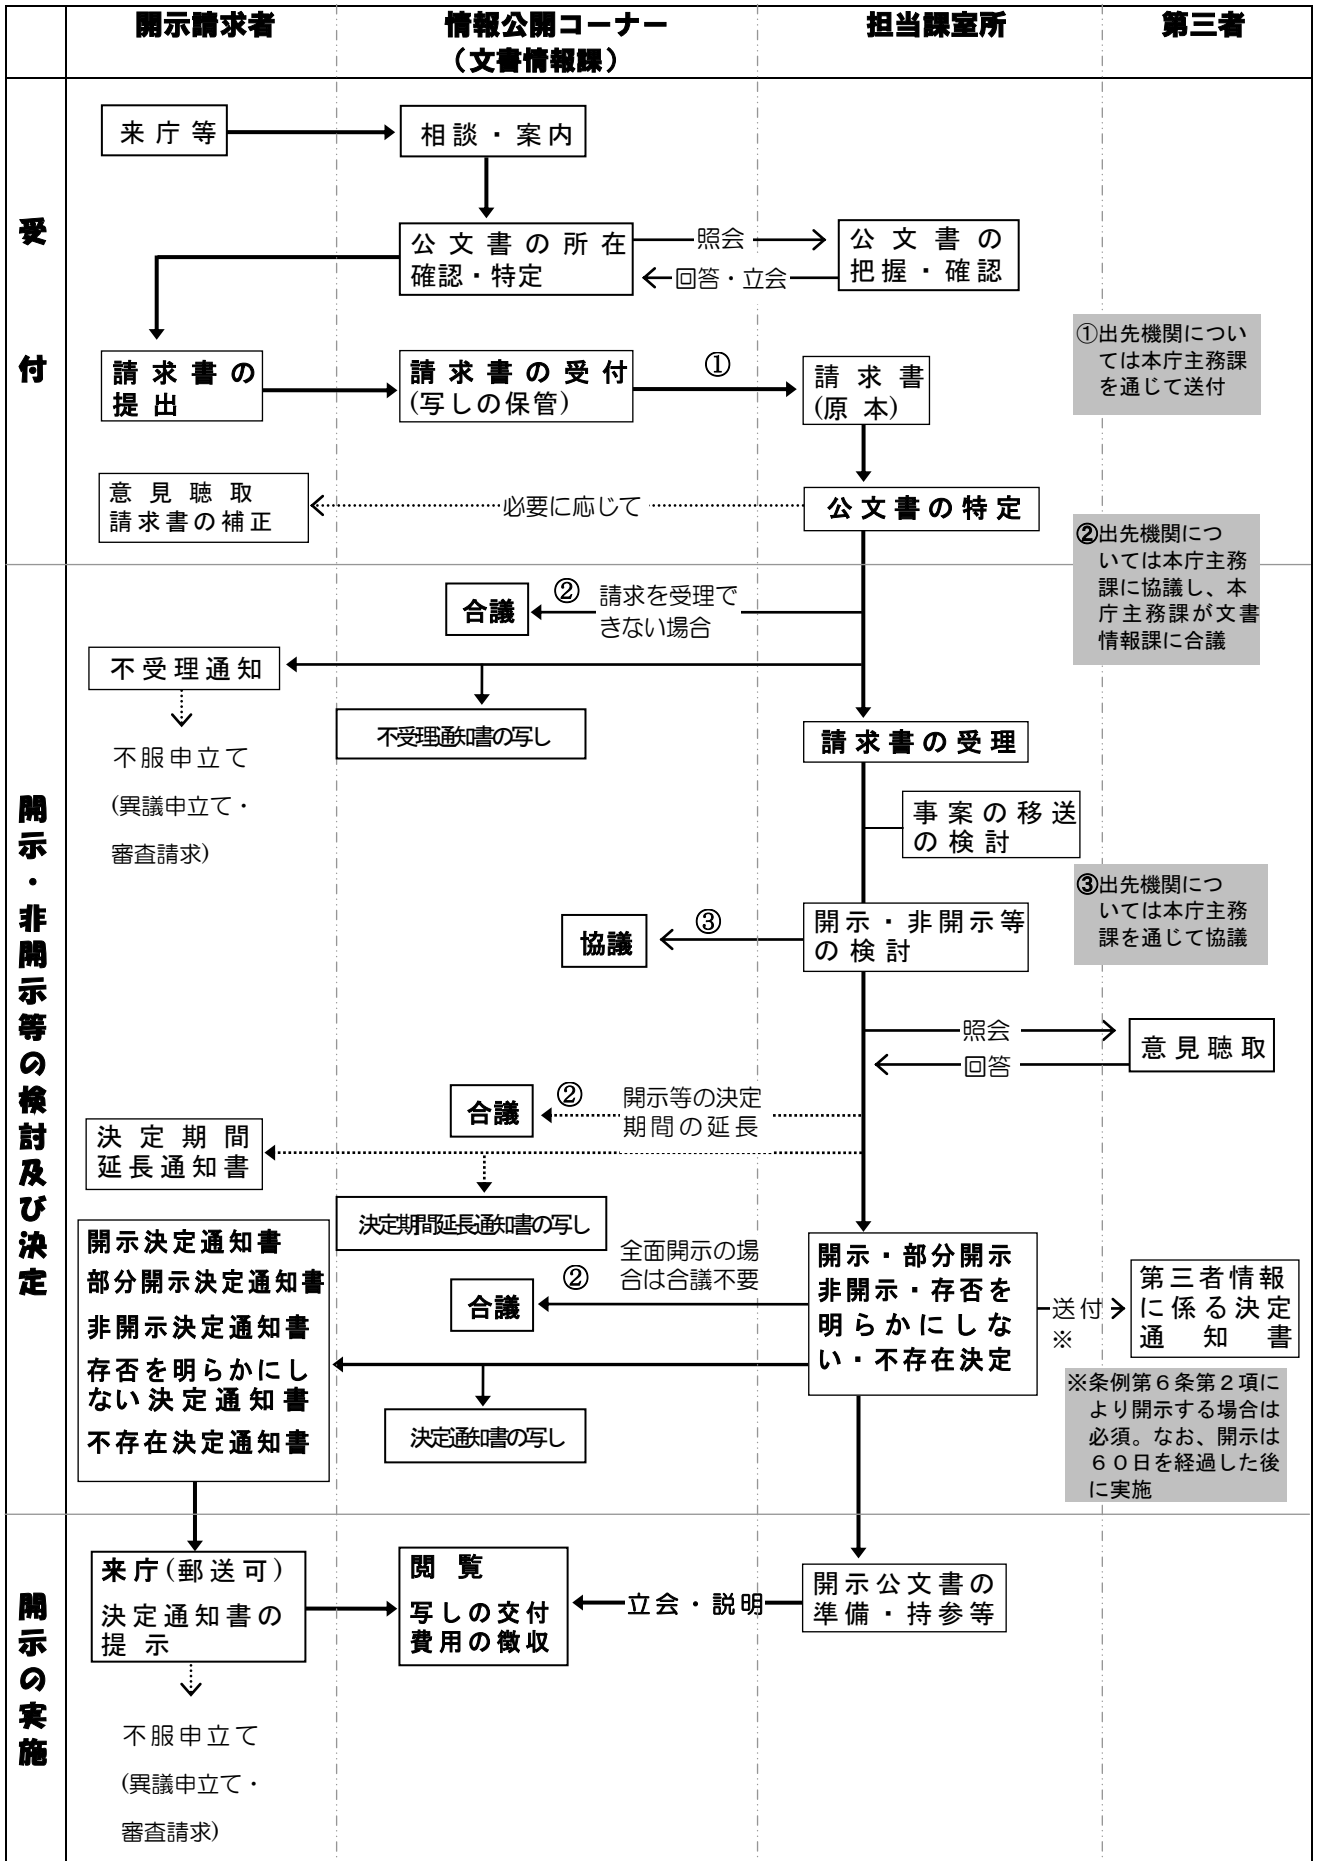 開示請求者
情報公開コーナー
（文書情報課）
担当課室所
第三者
受付
来庁等
相談・案内
公文書の所在
確認・特定
照会
回答・立会
公文書の
把握・確認
請求書の
提出
請求書の受付
(写しの保管)
①
請求書
(原本)
①出先機関につい
ては本庁主務課
を通じて送付
意見聴取
請求書の補正
必要に応じて
公文書の特定
②出先機関につ
いては本庁主務
課に協議し、本
庁主務課が文書
情報課に合議
開示・非開示等の検討及び決定
合議
②
請求を受理で
きない場合
不受理通知
不受理通知書の写し
不服申立て
(異議申立て・
審査請求)
請求書の受理
事案の移送
の検討
③出先機関につ
いては本庁主務
課を通じて協議
協議
③
開示・非開示等
の検討
照会
回答
意見聴取
合議
②
開示等の決定
期間の延長
決定期間
延長通知書
決定期間延長通知書の写し
開示決定通知書
部分開示決定通知書
非開示決定通知書
存否を明らかにし
ない決定通知書
不存在決定通知書
合議
②
全面開示の場
合は合議不要
決定通知書の写し
開示・部分開示
非開示・存否を
明らかにしな
い・不存在決定
送付
※
第三者情報
に係る決定
通知書
※条例第６条第２項に
より開示する場合は
必須。なお、開示は
６０日を経過した後
に実施
開示の実施
来庁(郵送可)
決定通知書の
提示
閲覧
写しの交付
費用の徴収
立会・説明
開示公文書の
準備・持参等
不服申立て
(異議申立て・
審査請求)